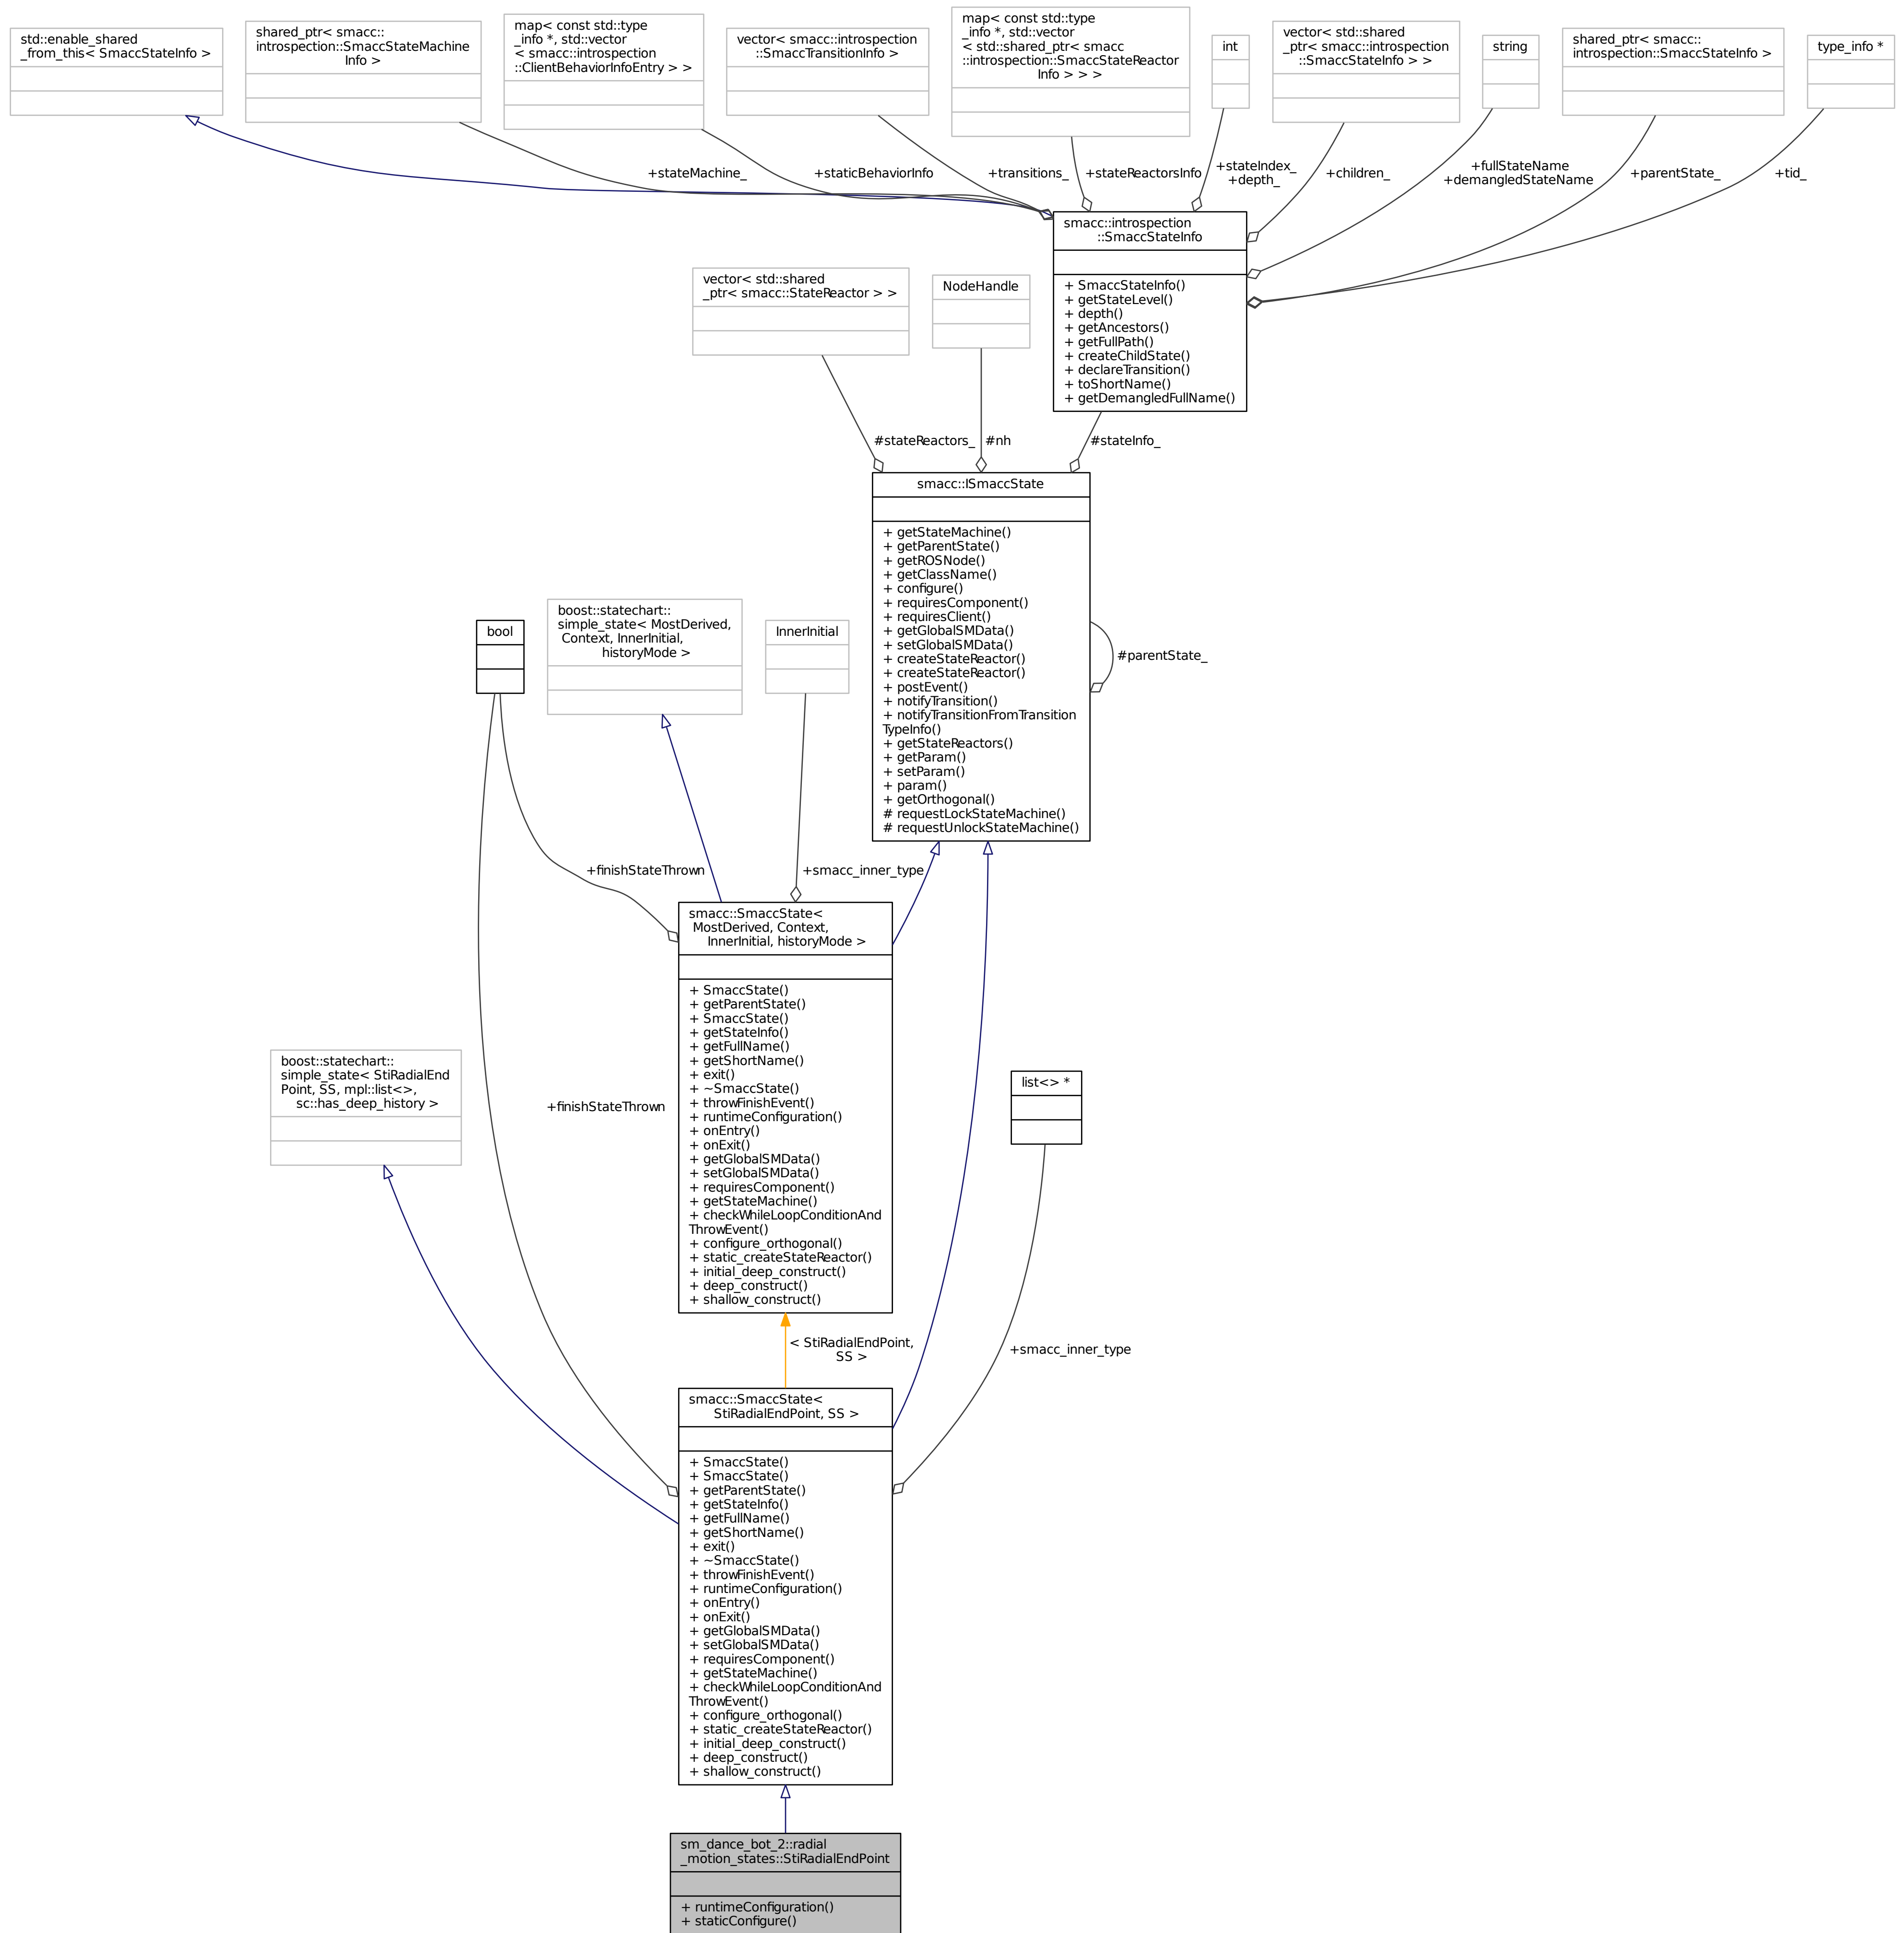 std::enable_shared
_from_this< SmaccStateInfo >
shared_ptr< smacc::
introspection::SmaccStateMachine
Info >
map< const std::type
_info *, std::vector
< smacc::introspection
::ClientBehaviorInfoEntry > >
vector< smacc::introspection
::SmaccTransitionInfo >
map< const std::type
_info *, std::vector
< std::shared_ptr< smacc
::introspection::SmaccStateReactor
Info > > >
int
vector< std::shared
_ptr< smacc::introspection
::SmaccStateInfo > >
string
shared_ptr< smacc::
introspection::SmaccStateInfo >
type_info *
+stateMachine_
+staticBehaviorInfo
+transitions_
+stateReactorsInfo
+stateIndex_
+depth_
+children_
+fullStateName
+demangledStateName
+parentState_
+tid_
smacc::introspection
::SmaccStateInfo
+ SmaccStateInfo()
+ getStateLevel()
+ depth()
+ getAncestors()
+ getFullPath()
+ createChildState()
+ declareTransition()
+ toShortName()
+ getDemangledFullName()
vector< std::shared
_ptr< smacc::StateReactor > >
NodeHandle
#stateReactors_
#nh
#stateInfo_
smacc::ISmaccState
+ getStateMachine()
+ getParentState()
+ getROSNode()
+ getClassName()
+ configure()
+ requiresComponent()
+ requiresClient()
+ getGlobalSMData()
+ setGlobalSMData()
+ createStateReactor()
+ createStateReactor()
+ postEvent()
+ notifyTransition()
+ notifyTransitionFromTransition
TypeInfo()
+ getStateReactors()
+ getParam()
+ setParam()
+ param()
+ getOrthogonal()
# requestLockStateMachine()
# requestUnlockStateMachine()
#parentState_
bool
boost::statechart::
simple_state< MostDerived,
Context, InnerInitial,
historyMode >
InnerInitial
+finishStateThrown
+smacc_inner_type
smacc::SmaccState<
MostDerived, Context,
InnerInitial, historyMode >
+ SmaccState()
+ getParentState()
+ SmaccState()
+ getStateInfo()
+ getFullName()
+ getShortName()
+ exit()
+ ~SmaccState()
+ throwFinishEvent()
+ runtimeConfiguration()
+ onEntry()
+ onExit()
+ getGlobalSMData()
+ setGlobalSMData()
+ requiresComponent()
+ getStateMachine()
+ checkWhileLoopConditionAnd
ThrowEvent()
+ configure_orthogonal()
+ static_createStateReactor()
+ initial_deep_construct()
+ deep_construct()
+ shallow_construct()
boost::statechart::
simple_state< StiRadialEnd
Point, SS, mpl::list<>,
sc::has_deep_history >
+finishStateThrown
list<> *
< StiRadialEndPoint,
SS >
+smacc_inner_type
smacc::SmaccState<
StiRadialEndPoint, SS >
+ SmaccState()
+ SmaccState()
+ getParentState()
+ getStateInfo()
+ getFullName()
+ getShortName()
+ exit()
+ ~SmaccState()
+ throwFinishEvent()
+ runtimeConfiguration()
+ onEntry()
+ onExit()
+ getGlobalSMData()
+ setGlobalSMData()
+ requiresComponent()
+ getStateMachine()
+ checkWhileLoopConditionAnd
ThrowEvent()
+ configure_orthogonal()
+ static_createStateReactor()
+ initial_deep_construct()
+ deep_construct()
+ shallow_construct()
sm_dance_bot_2::radial
_motion_states::StiRadialEndPoint
+ runtimeConfiguration()
+ staticConfigure()